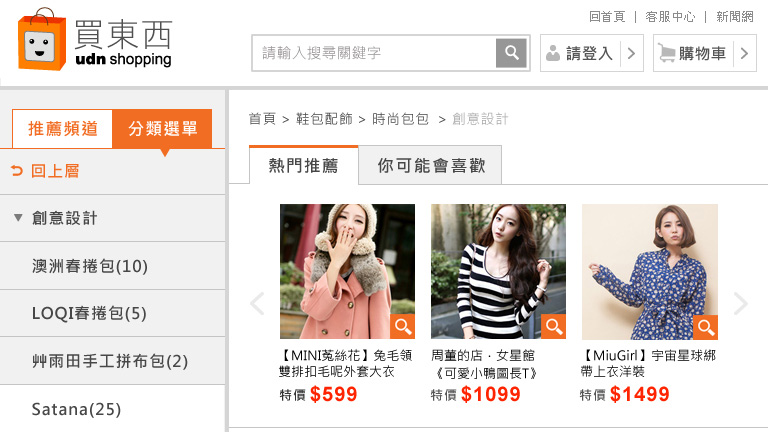 回首頁 | 客服中心 | 新聞網
買東西
udn shopping
請輸入搜尋關鍵字
請登入
購物車
推薦頻道
分類選單
回上層
創意設計
澳洲春捲包(10)
LOQI春捲包(5)
艸雨田手工拼布包(2)
Satana(25)
首頁 > 鞋包配飾 > 時尚包包 > 創意設計
熱門推薦
你可能會喜歡
【MINI菟絲花】兔毛領
雙排扣毛呢外套大衣
特價 $599
周董的店．女星館
《可愛小鴨圖長T》
特價 $1099
【MiuGirl】宇宙星球綁
帶上衣洋裝
特價 $1499